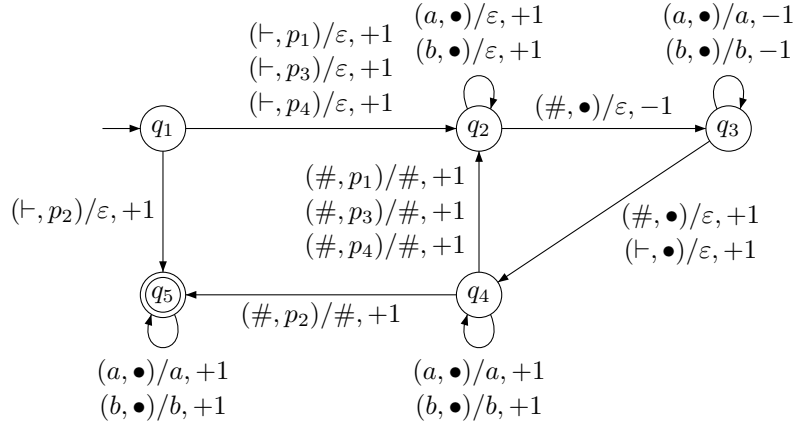 (⊢, p₁)/ε, +1
(⊢, p₃)/ε, +1
(⊢, p₄)/ε, +1
(a, •)/ε, +1
(b, •)/ε, +1
(a, •)/a, −1
(b, •)/b, −1
q₁
q₂
(#, •)/ε, −1
q₃
(⊢, p₂)/ε, +1
(#, p₁)/#, +1
(#, p₃)/#, +1
(#, p₄)/#, +1
(#, •)/ε, +1
(⊢, •)/ε, +1
q₅
(#, p₂)/#, +1
q₄
(a, •)/a, +1
(b, •)/b, +1
(a, •)/a, +1
(b, •)/b, +1